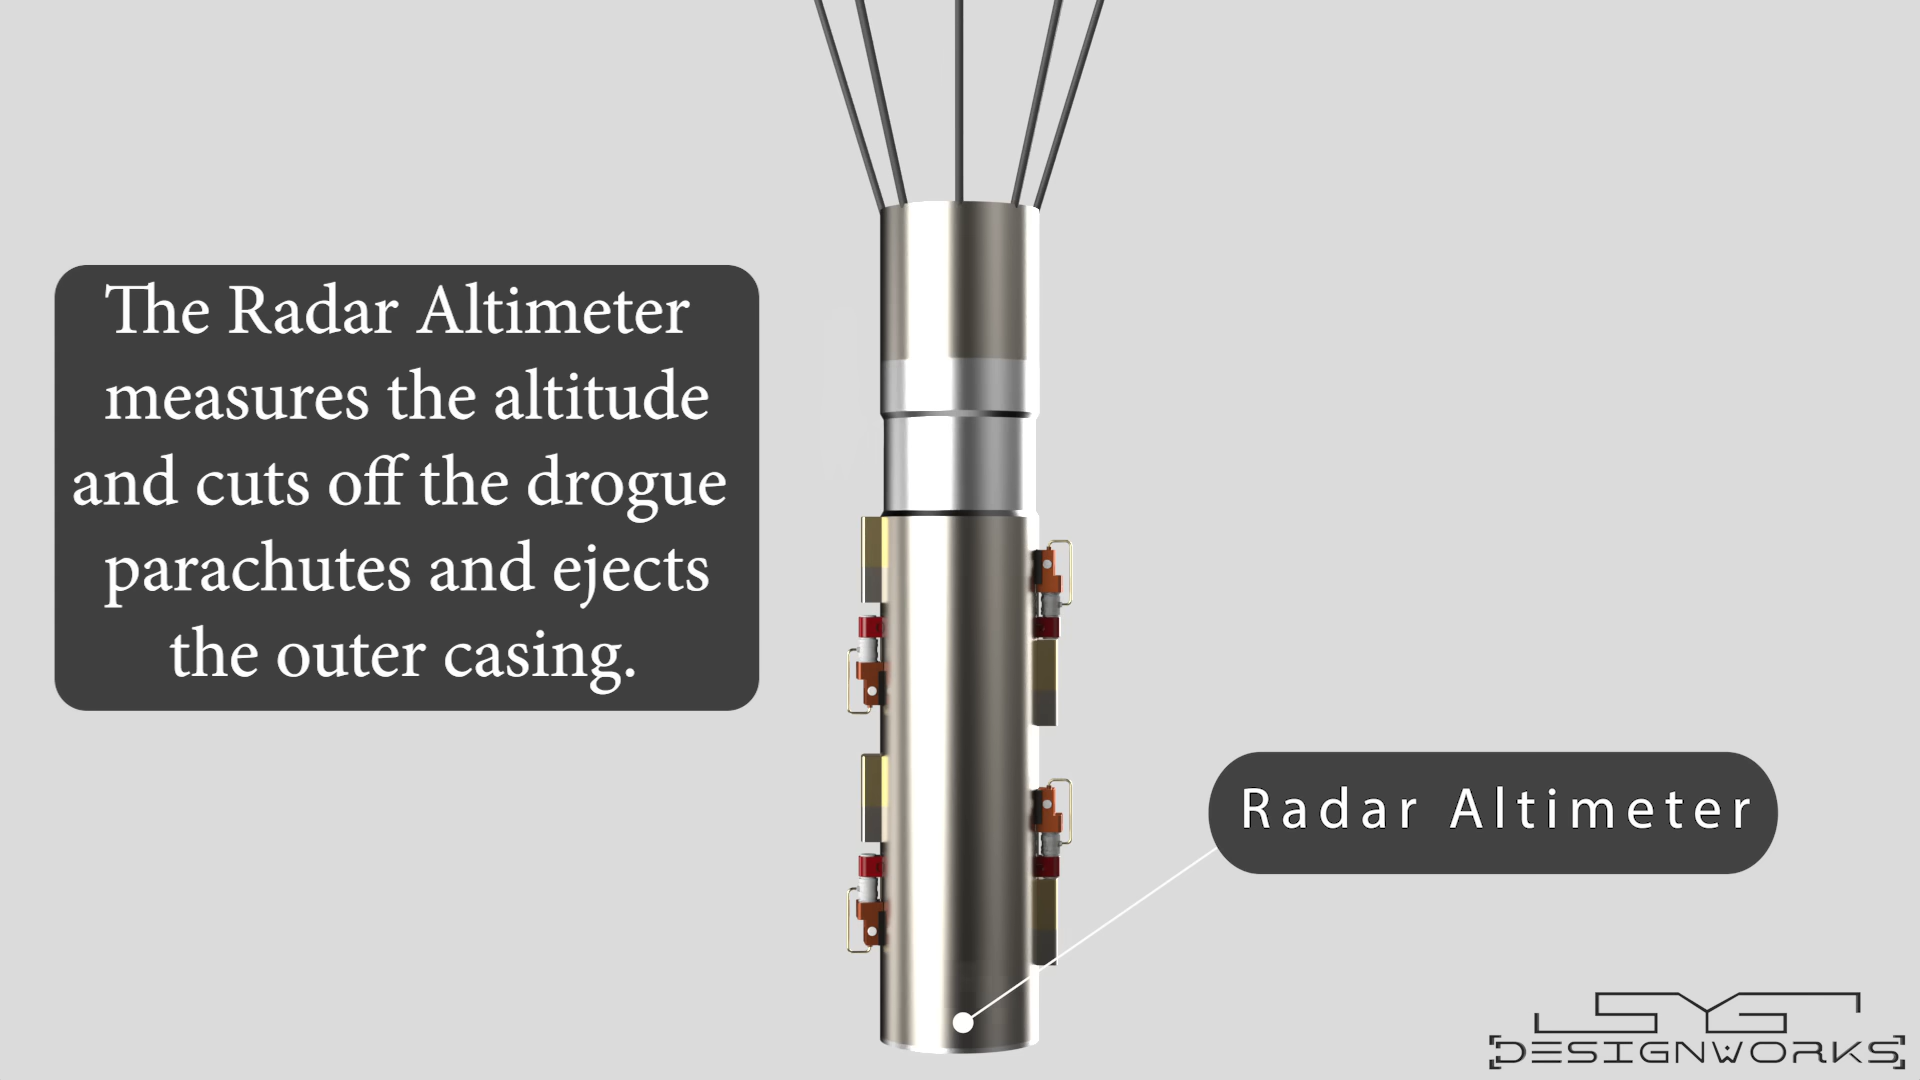 The Radar Altimeter
measures the altitude
and cuts off the drogue
parachutes and ejects
the outer casing.
Radar Altimeter
SYGT
[DESIGNWORKS]